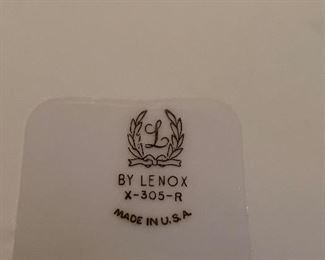 L
BY LENOX
X-305-R
MADE IN U.S.A.